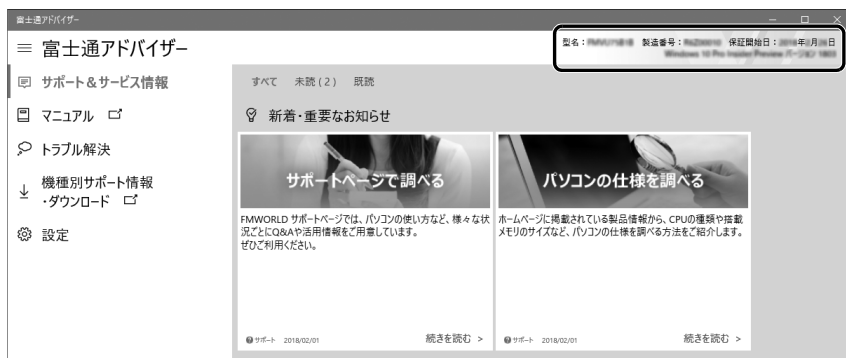 富士通アドバイザー
富士通アドバイザー
型名： 製造番号： 保証開始日： 年 月 日
Windows 10 Pro Insider Preview バージョン 1803
サポート＆サービス情報
マニュアル
トラブル解決
機種別サポート情報
・ダウンロード
設定
すべて 未読(2) 既読
新着・重要なお知らせ
サポートページで調べる
FMWORLD サポートページでは、パソコンの使い方など、様々な状
況ごとにQ&Aや活用情報をご用意しています。
ぜひご利用ください。
サポート 2018/02/01 続きを読む >
パソコンの仕様を調べる
ホームページに掲載されている製品情報から、CPUの種類や搭載
メモリのサイズなど、パソコンの仕様を調べる方法をご紹介します。
サポート 2018/02/01 続きを読む >